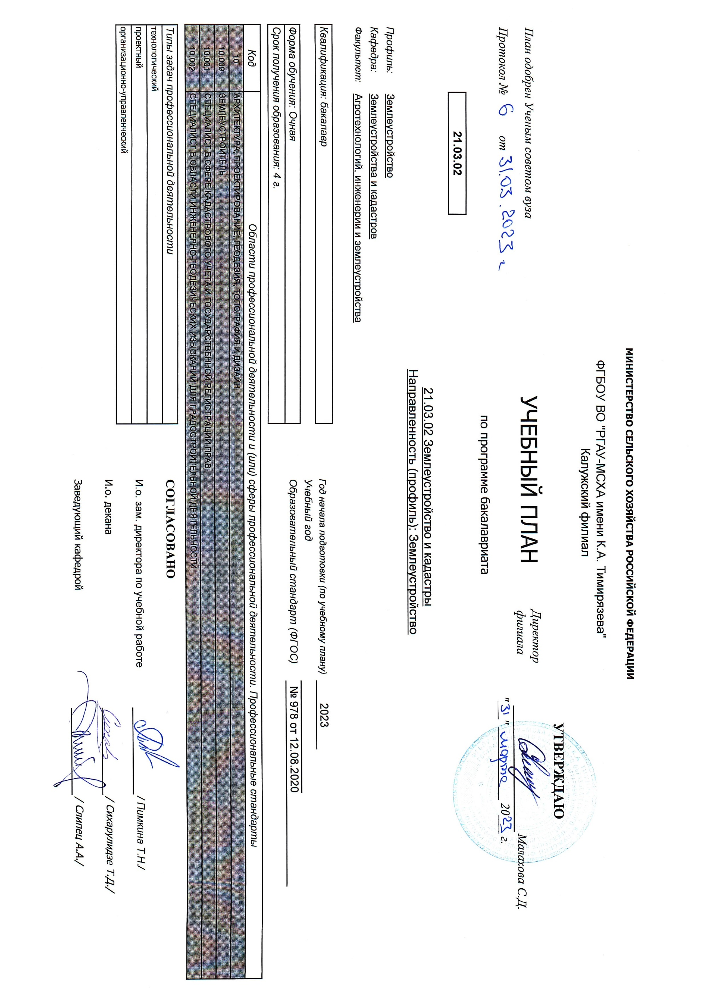 МИНИСТЕРСТВО СЕЛЬСКОГО ХОЗЯЙСТВА РОССИЙСКОЙ ФЕДЕРАЦИИ
ФГБОУ ВО "РГАУ-МСХА имени К.А. Тимирязева"
Калужский филиал
План одобрен Ученым советом вуза
Протокол № 6 от 31.03.2023 г
УЧЕБНЫЙ ПЛАН
по программе бакалавриата
УТВЕРЖДАЮ
Директор филиала
Малахова С.Д.
"31" марта 2023 г.
21.03.02
21.03.02 Землеустройство и кадастры
Направленность (профиль): Землеустройство
Профиль: Землеустройство
Кафедра: Землеустройства и кадастров
Факультет: Агротехнологий, инженерии и землеустройства
Квалификация: бакалавр
Форма обучения: Очная
Срок получения образования: 4 г.
Год начала подготовки (по учебному плану) 2023
Учебный год
Образовательный стандарт (ФГОС) № 978 от 12.08.2020
Код Области профессиональной деятельности и (или) сферы профессиональной деятельности. Профессиональные стандарты
10 АРХИТЕКТУРА, ПРОЕКТИРОВАНИЕ, ГЕОДЕЗИЯ, ТОПОГРАФИЯ И ДИЗАЙН
10.009 ЗЕМЛЕУСТРОИТЕЛЬ
10.001 СПЕЦИАЛИСТ В СФЕРЕ КАДАСТРОВОГО УЧЕТА И ГОСУДАРСТВЕННОЙ РЕГИСТРАЦИИ ПРАВ
10.002 СПЕЦИАЛИСТ В ОБЛАСТИ ИНЖЕНЕРНО-ГЕОДЕЗИЧЕСКИХ ИЗЫСКАНИЙ ДЛЯ ГРАДОСТРОИТЕЛЬНОЙ ДЕЯТЕЛЬНОСТИ
Типы задач профессиональной деятельности
технологический
проектный
организационно-управленческий
СОГЛАСОВАНО
И.о. зам. директора по учебной работе / Пимкина Т.Н./
И.о. декана / Сихарулидзе Т.Д./
Заведующий кафедрой / Слипец А.А./